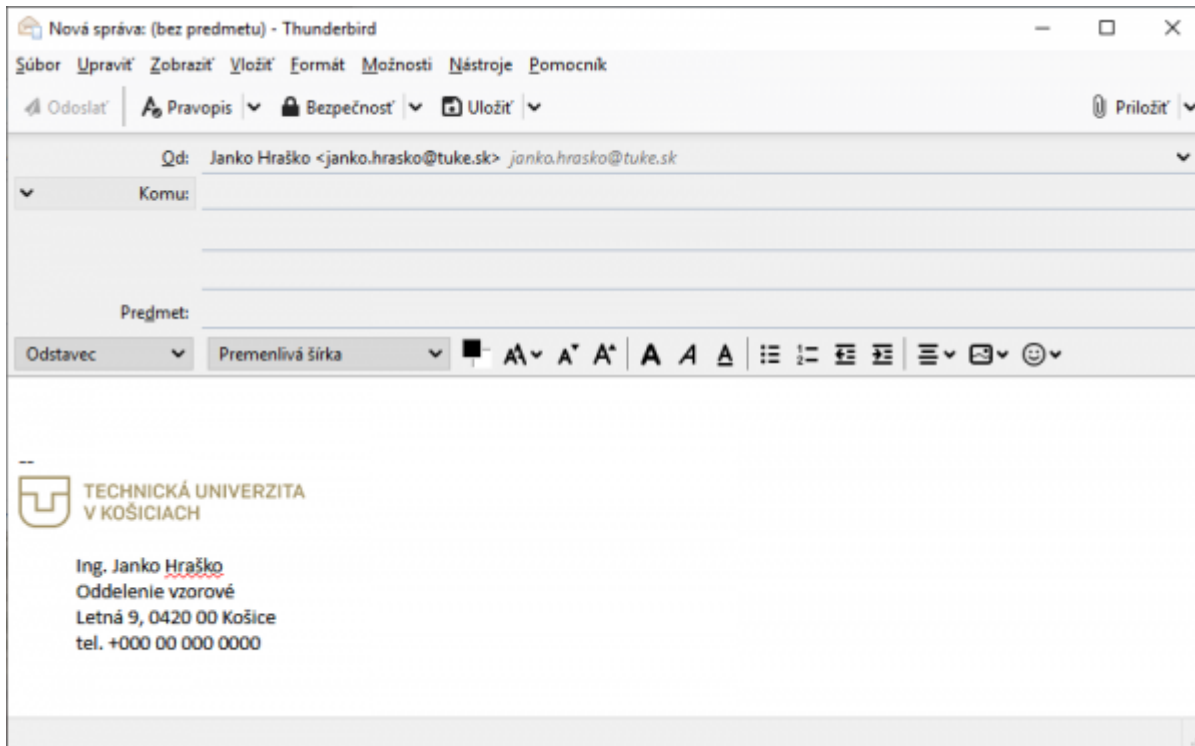 Nová správa: (bez predmetu) - Thunderbird
Súbor Upraviť Zobraziť Vložiť Formát Možnosti Nástroje Pomocník
Odoslať Pravopis Bezpečnosť Uložiť Priložiť
Od: Janko Hraško <janko.hrasko@tuke.sk> janko.hrasko@tuke.sk
Komu:
Predmet:
Odstavec Premenlivá šírka
--
TECHNICKÁ UNIVERZITA
V KOŠICIACH
Ing. Janko Hraško
Oddelenie vzorové
Letná 9, 0420 00 Košice
tel. +000 00 000 0000